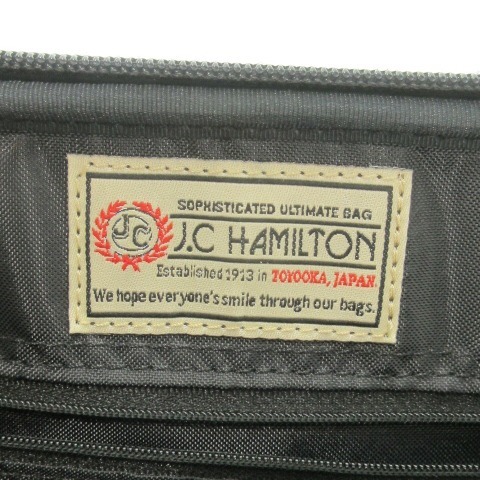 SOPHISTICATED ULTIMATE BAG
JC J.C HAMILTON
Established 1913 in TOYOOKA, JAPAN.
We hope everyone's smile through our bags.